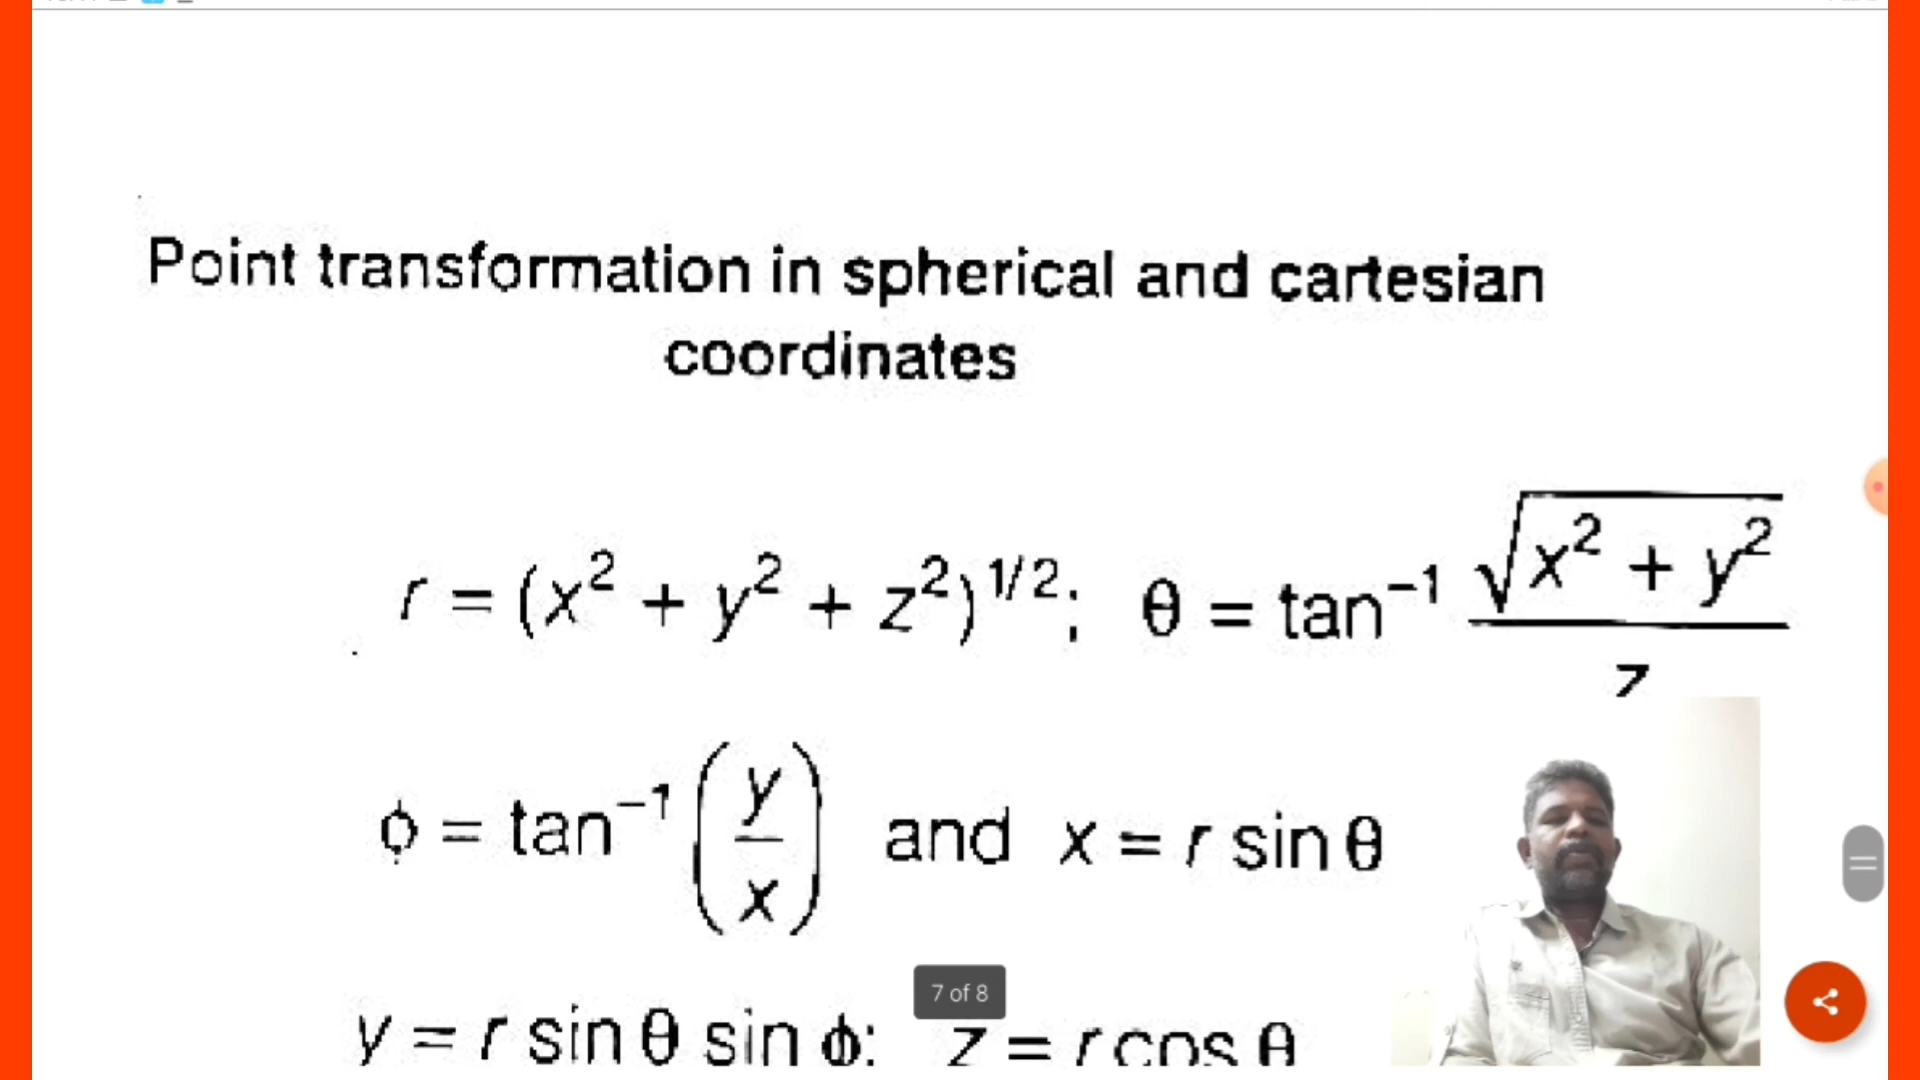 Point transformation in spherical and cartesian
coordinates
r = (x² + y² + z²)^1/2; θ = tan⁻¹ √(x² + y²) / z
ϕ = tan⁻¹ (y/x) and x = r sin θ
7 of 8
y = r sin θ sin ϕ; z = r cos θ